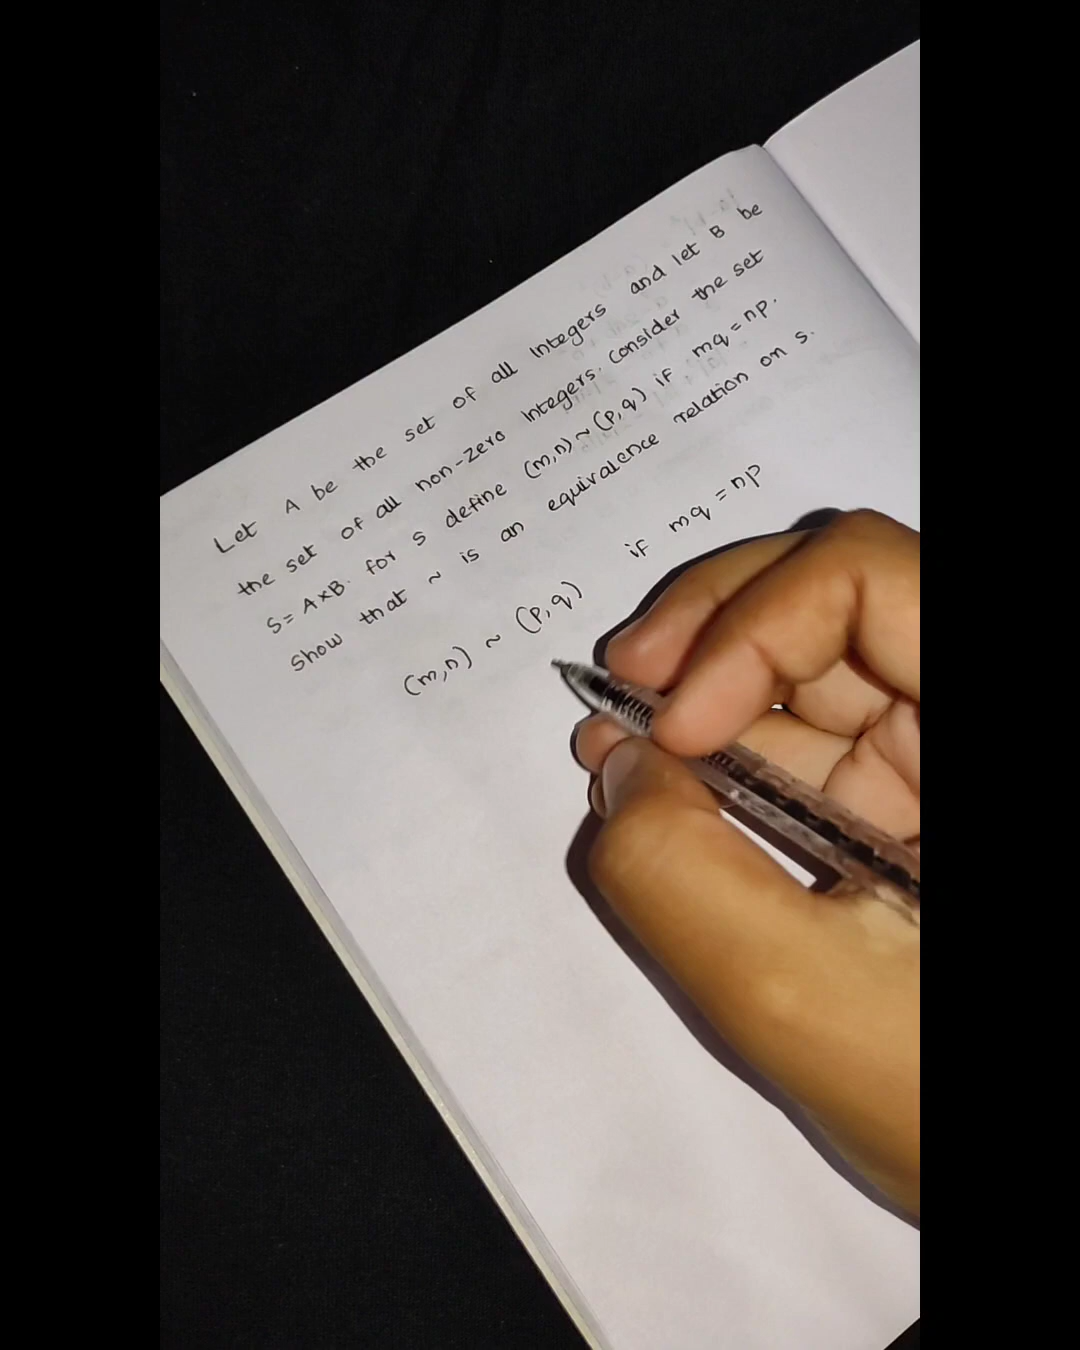 Let A be the set of all Integers and let B be
the set of all non-zero Integers. Consider the set
S = A×B. for S define (m,n) ~ (p,q) if mq = np.
Show that ~ is an equivalence relation on S.
(m,n) ~ (p,q) if mq = np